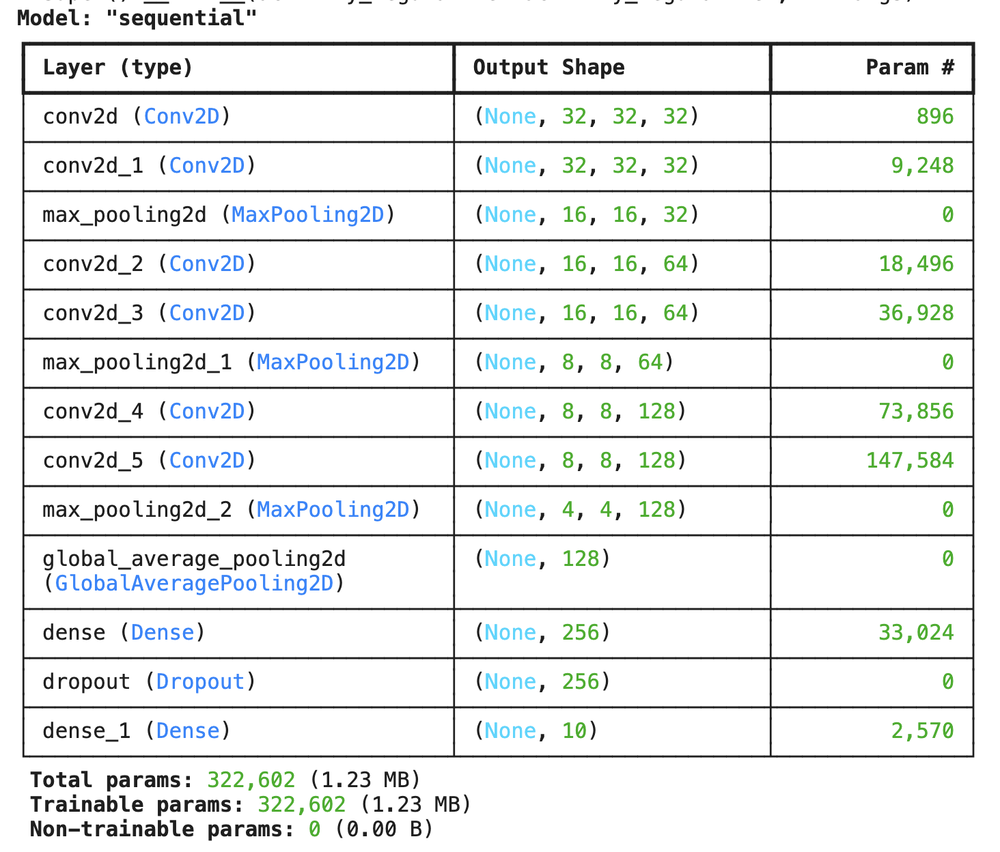 Model: "sequential"
Layer (type) Output Shape Param #
conv2d (Conv2D) (None, 32, 32, 32) 896
conv2d_1 (Conv2D) (None, 32, 32, 32) 9,248
max_pooling2d (MaxPooling2D) (None, 16, 16, 32) 0
conv2d_2 (Conv2D) (None, 16, 16, 64) 18,496
conv2d_3 (Conv2D) (None, 16, 16, 64) 36,928
max_pooling2d_1 (MaxPooling2D) (None, 8, 8, 64) 0
conv2d_4 (Conv2D) (None, 8, 8, 128) 73,856
conv2d_5 (Conv2D) (None, 8, 8, 128) 147,584
max_pooling2d_2 (MaxPooling2D) (None, 4, 4, 128) 0
global_average_pooling2d (None, 128) 0
(GlobalAveragePooling2D)
dense (Dense) (None, 256) 33,024
dropout (Dropout) (None, 256) 0
dense_1 (Dense) (None, 10) 2,570
Total params: 322,602 (1.23 MB)
Trainable params: 322,602 (1.23 MB)
Non-trainable params: 0 (0.00 B)